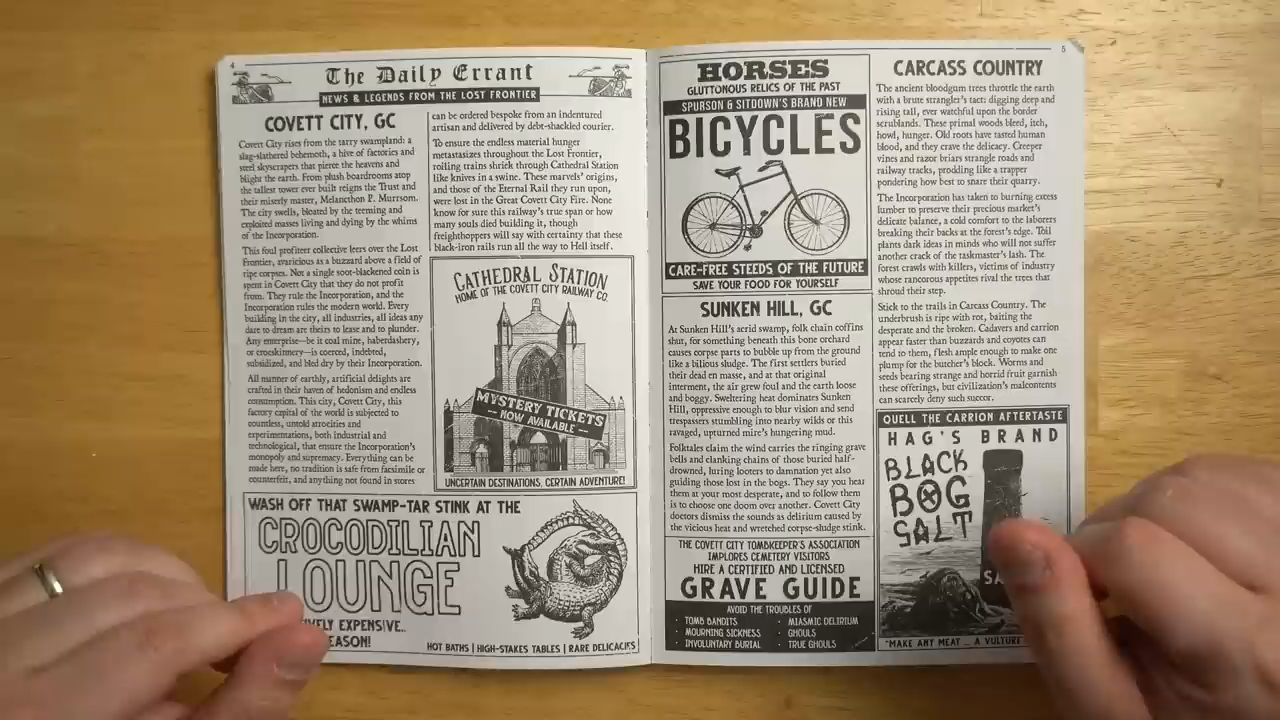 4
The Daily Errant
NEWS & LEGENDS FROM THE LOST FRONTIER
COVETT CITY, GC
Covett City rises from the tarry swampland: a
slag-slathered behemoth, a hive of factories and
steel skyscrapers that pierce the heavens and
blight the earth. From plush boardrooms atop
the tallest tower ever built reigns the Trust and
their miserly master, Melancthon P. Murrsom.
The city swells, bloated by the teeming and
exploited masses living and dying by the whims
of the Incorporation.
This foul profiteer collective leers over the Lost
Frontier, avaricious as a buzzard above a field of
ripe corpses. Not a single soot-blackened coin is
spent in Covett City that they do not profit
from. They rule the Incorporation, and the
Incorporation rules the modern world. Every
building in the city, all industries, all ideas any
dare to dream are theirs to lease and to plunder.
Any enterprise—be it coal mine, haberdashery,
or croskinnery—is coerced, indebted,
subsidized, and bled dry by their Incorporation.
All manner of earthly, artificial delights are
crafted in their haven of hedonism and endless
consumption. This city, Covett City, this
factory capital of the world is subjected to
countless, untold atrocities and
experimentations, both industrial and
technological, that ensure the Incorporation's
monopoly and supremacy. Everything can be
made here, no tradition is safe from facsimile or
counterfeit, and anything not found in stores
can be ordered bespoke from an indentured
artisan and delivered by debt-shackled courier.
To ensure the endless material hunger
metastasizes throughout the Lost Frontier,
rolling trains shriek through Cathedral Station
like knives in a swine. These marvels' origins,
and those of the Eternal Rail they run upon,
were lost in the Great Covett City Fire. None
know for sure this railway's true span or how
many souls died building it, though
freighthoppers will say with certainty that these
black-iron rails run all the way to Hell itself.
CATHEDRAL STATION
HOME OF THE COVETT CITY RAILWAY CO.
MYSTERY TICKETS
— NOW AVAILABLE —
UNCERTAIN DESTINATIONS, CERTAIN ADVENTURE!
WASH OFF THAT SWAMP-TAR STINK AT THE
CROCODILIAN
LOUNGE
EXPENSIVE..
HOT BATHS | HIGH-STAKES TABLES | RARE DELICACIES
5
HORSES
GLUTTONOUS RELICS OF THE PAST
SPURSON & SITDOWN'S BRAND NEW
BICYCLES
CARE-FREE STEEDS OF THE FUTURE
SAVE YOUR FOOD FOR YOURSELF
SUNKEN HILL, GC
At Sunken Hill's aerid swamp, folk chain coffins
shut, for something beneath this bone orchard
causes corpse parts to bubble up from the ground
like a bilious sludge. The first settlers buried
their dead en masse, and at that original
interment, the air grew foul and the earth loose
and boggy. Sweltering heat dominates Sunken
Hill, oppressive enough to blur vision and send
trespassers stumbling into nearby wilds or this
ravaged, upturned mire's hungering mud.
Folktales claim the wind carries the ringing grave
bells and clanking chains of those buried half-
drowned, luring looters to damnation yet also
guiding those lost in the bogs. They say you hear
them at your most desperate, and to follow them
is to choose one doom over another. Covett City
doctors dismiss the sounds as delirium caused by
the vicious heat and wretched corpse-sludge stink.
THE COVETT CITY TOMBKEEPER'S ASSOCIATION
IMPLORES CEMETERY VISITORS
HIRE A CERTIFIED AND LICENSED
GRAVE GUIDE
AVOID THE TROUBLES OF
· TOMB BANDITS
· MOURNING SICKNESS
· INVOLUNTARY BURIAL
· MIASMIC DELIRIUM
· GHOULS
· TRUE GHOULS
CARCASS COUNTRY
The ancient bloodgum trees throttle the earth
with a brute strangler's tact: digging deep and
rising tall, ever watchful upon the border
scrublands. These primal woods bleed, itch,
howl, hunger. Old roots have tasted human
blood, and they crave the delicacy. Creeper
vines and razor briars strangle roads and
railway tracks, prodding like a trapper
pondering how best to snare their quarry.
The Incorporation has taken to burning excess
lumber to preserve their precious market's
delicate balance, a cold comfort to the laborers
breaking their backs at the forest's edge. Toil
plants dark ideas in minds who will not suffer
another crack of the taskmaster's lash. The
forest crawls with killers, victims of industry
whose rancorous appetites rival the trees that
shroud their step.
Stick to the trails in Carcass Country. The
underbrush is ripe with rot, baiting the
desperate and the broken. Cadavers and carrion
appear faster than buzzards and coyotes can
tend to them, flesh ample enough to make one
plump for the butcher's block. Worms and
seeds bearing strange and horrid fruit garnish
these offerings, but civilization's malcontents
can scarcely deny such succor.
QUELL THE CARRION AFTERTASTE
HAG'S BRAND
BLACK
BOG
SALT
"MAKE ANY MEAT ... A VULTURE